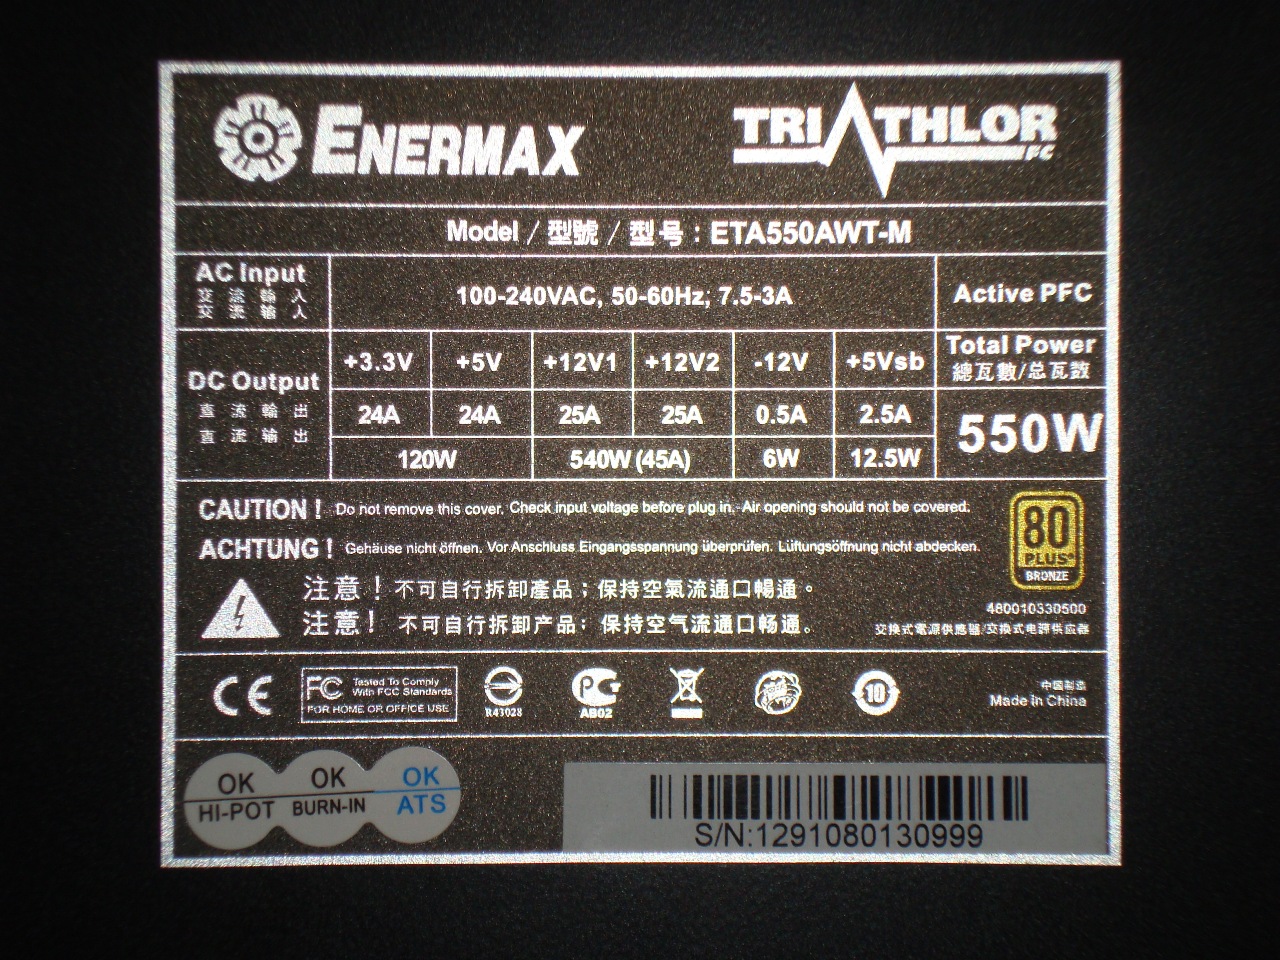 ENERMAX
TRIATHLOR
FC
Model / 型號 / 型号 : ETA550AWT-M
AC Input
交流輸入
交流输入
100-240VAC, 50-60Hz; 7.5-3A
Active PFC
DC Output
直流輸出
直流输出
+3.3V +5V +12V1 +12V2 -12V +5Vsb
24A 24A 25A 25A 0.5A 2.5A
120W 540W (45A) 6W 12.5W
Total Power
總瓦數/总瓦数
550W
CAUTION ! Do not remove this cover. Check input voltage before plug in. Air opening should not be covered.
ACHTUNG ! Gehäuse nicht öffnen. Vor Anschluss Eingangsspannung überprüfen. Lüftungsöffnung nicht abdecken.
注意！不可自行拆卸產品；保持空氣流通口暢通。
注意！不可自行拆卸产品；保持空气流通口畅通。
80
PLUS
BRONZE
480010330500
交換式電源供應器/交换式电源供应器
CE
FC Tested To Comply
With FCC Standards
FOR HOME OR OFFICE USE
R43028
PC
AB02
10
中国制造
Made in China
OK
HI-POT
OK
BURN-IN
OK
ATS
S/N:1291080130999